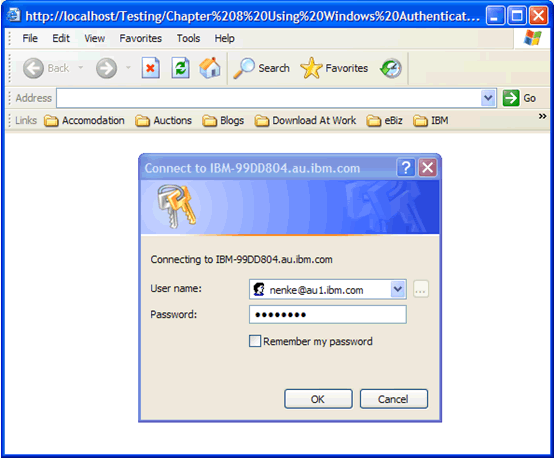 http://localhost/Testing/Chapter%208%20Using%20Windows%20Authenticat...
File Edit View Favorites Tools Help
Back Search Favorites
Address Go
Links Accomodation Auctions Blogs Download At Work eBiz IBM »
Connect to IBM-99DD804.au.ibm.com
Connecting to IBM-99DD804.au.ibm.com
User name: nenke@au1.ibm.com
...
Password: ••••••••
Remember my password
OK Cancel